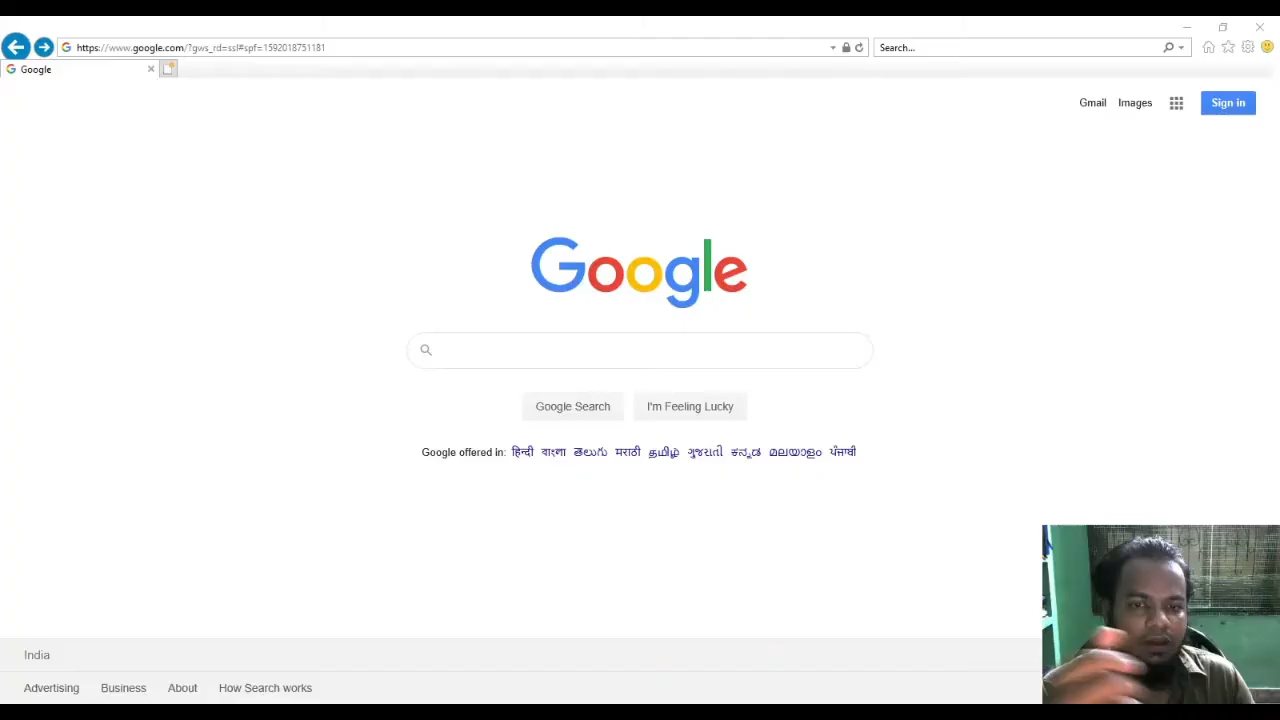 https://www.google.com/?gws_rd=ssl#spf=1592018751181
Search...
Google
Gmail Images Sign in
Google
Google Search I'm Feeling Lucky
Google offered in: हिन्दी বাংলা తెలుగు मराठी தமிழ் ગુજરાતી ಕನ್ನಡ മലയാളം ਪੰਜਾਬੀ
India
Advertising Business About How Search works